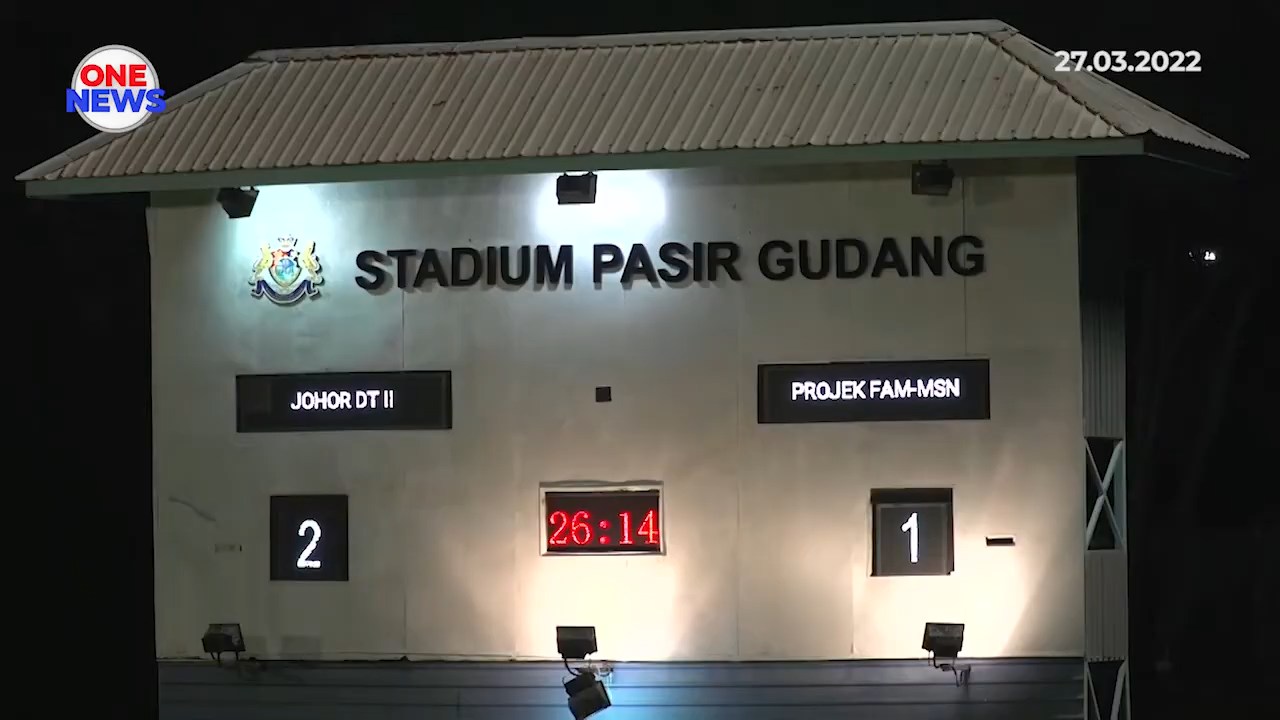 ONE
NEWS
27.03.2022
STADIUM PASIR GUDANG
JOHOR DT II
PROJEK FAM-MSN
2
26:14
1